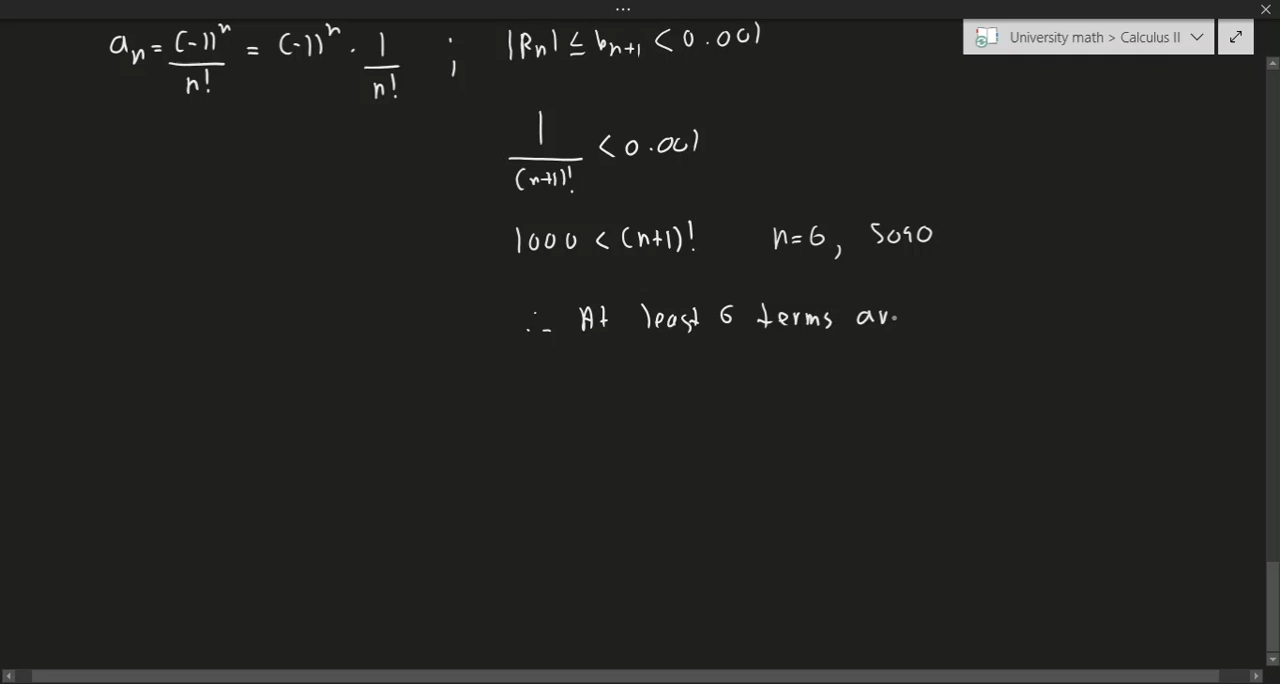 ...
University math > Calculus II
aₙ = (-1)ⁿ/n! = (-1)ⁿ · 1/n! ; |Rₙ| ≤ bₙ₊₁ < 0.001
1/(n+1)! < 0.001
1000 < (n+1)! n=6, 5040
∴ At least 6 terms ar